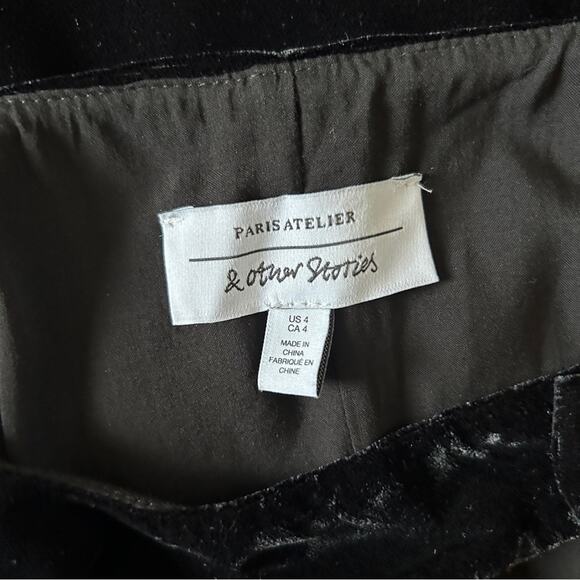 PARIS ATELIER
& Other Stories
US 4
CA 4
MADE IN
CHINA
FABRIQUÉ EN
CHINE